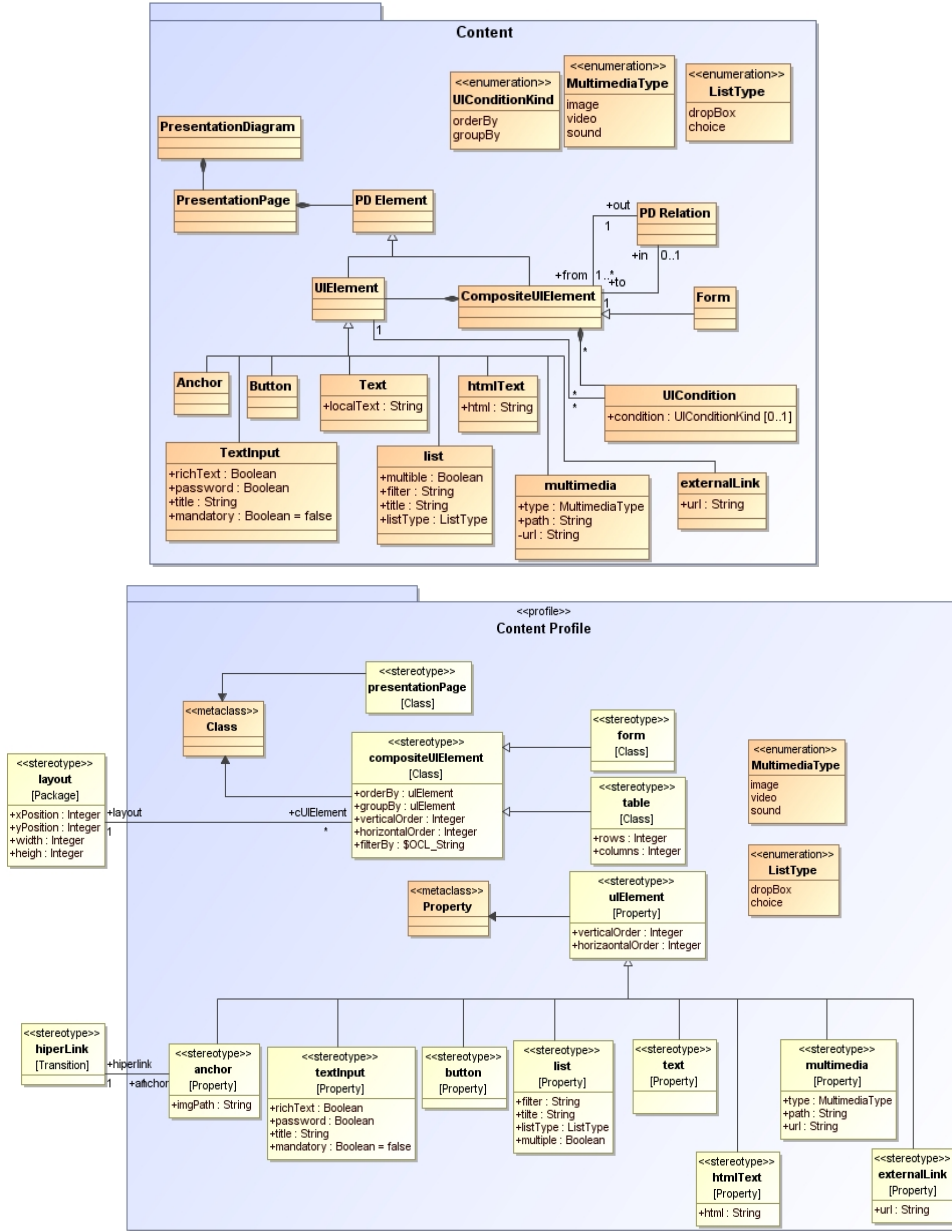 Content
<<enumeration>>
UIConditionKind
orderBy
groupBy
<<enumeration>>
MultimediaType
image
video
sound
<<enumeration>>
ListType
dropBox
choice
PresentationDiagram
PresentationPage
PD Element
+out
1
PD Relation
+in
0..1
+from
1..*
+to
1
UIElement
CompositeUIElement
Form
1
*
*
*
Anchor
Button
Text
+localText : String
htmlText
+html : String
UICondition
+condition : UIConditionKind [0..1]
TextInput
+richText : Boolean
+password : Boolean
+title : String
+mandatory : Boolean = false
list
+multible : Boolean
+filter : String
+title : String
+listType : ListType
multimedia
+type : MultimediaType
+path : String
-url : String
externalLink
+url : String
<<profile>>
Content Profile
<<stereotype>>
presentationPage
[Class]
<<metaclass>>
Class
<<stereotype>>
layout
[Package]
+xPosition : Integer
+yPosition : Integer
+width : Integer
+heigh : Integer
+layout
1
+cUIElement
*
<<stereotype>>
compositeUIElement
[Class]
+orderBy : uIElement
+groupBy : uIElement
+verticalOrder : Integer
+horizontalOrder : Integer
+filterBy : $OCL_String
<<stereotype>>
form
[Class]
<<stereotype>>
table
[Class]
+rows : Integer
+columns : Integer
<<enumeration>>
MultimediaType
image
video
sound
<<enumeration>>
ListType
dropBox
choice
<<metaclass>>
Property
<<stereotype>>
uIElement
[Property]
+verticalOrder : Integer
+horizaontalOrder : Integer
<<stereotype>>
hiperLink
[Transition]
+hiperlink
1
<<stereotype>>
anchor
[Property]
+imgPath : String
<<stereotype>>
textInput
[Property]
+richText : Boolean
+password : Boolean
+title : String
+mandatory : Boolean = false
<<stereotype>>
button
[Property]
<<stereotype>>
list
[Property]
+filter : String
+tilte : String
+listType : ListType
+multiple : Boolean
<<stereotype>>
text
[Property]
<<stereotype>>
multimedia
[Property]
+type : MultimediaType
+path : String
+url : String
<<stereotype>>
htmlText
[Property]
+html : String
<<stereotype>>
externalLink
[Property]
+url : String